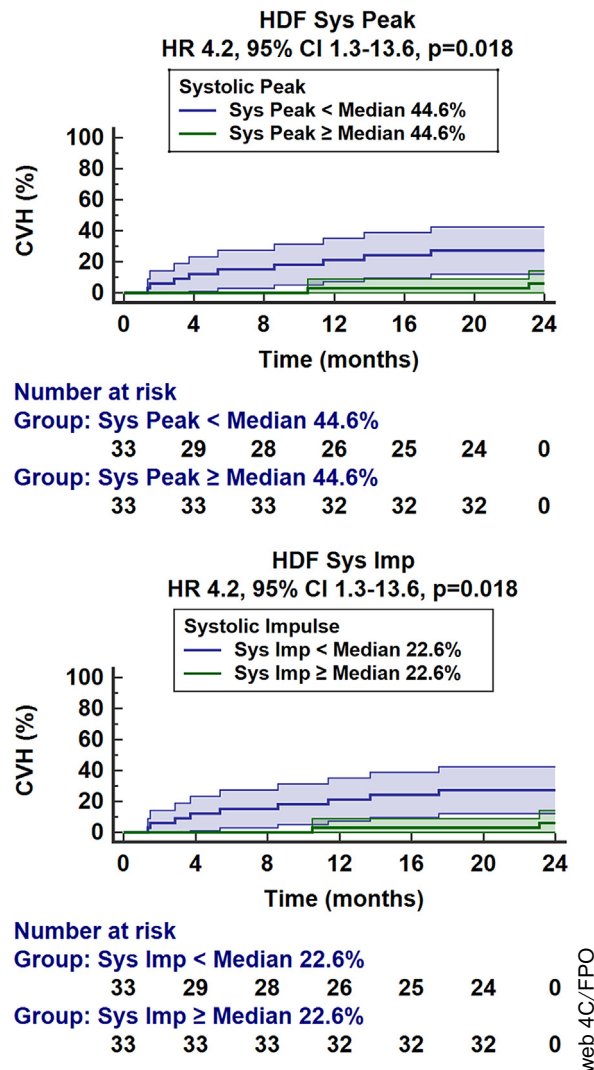 HDF Sys Peak
HR 4.2, 95% CI 1.3-13.6, p=0.018
Systolic Peak
Sys Peak < Median 44.6%
Sys Peak ≥ Median 44.6%
CVH (%)
100
80
60
40
20
0
0 4 8 12 16 20 24
Time (months)
Number at risk
Group: Sys Peak < Median 44.6%
33 29 28 26 25 24 0
Group: Sys Peak ≥ Median 44.6%
33 33 33 32 32 32 0
HDF Sys Imp
HR 4.2, 95% CI 1.3-13.6, p=0.018
Systolic Impulse
Sys Imp < Median 22.6%
Sys Imp ≥ Median 22.6%
CVH (%)
100
80
60
40
20
0
0 4 8 12 16 20 24
Time (months)
Number at risk
Group: Sys Imp < Median 22.6%
33 29 28 26 25 24 0
Group: Sys Imp ≥ Median 22.6%
33 33 33 32 32 32 0
web 4C/FPO